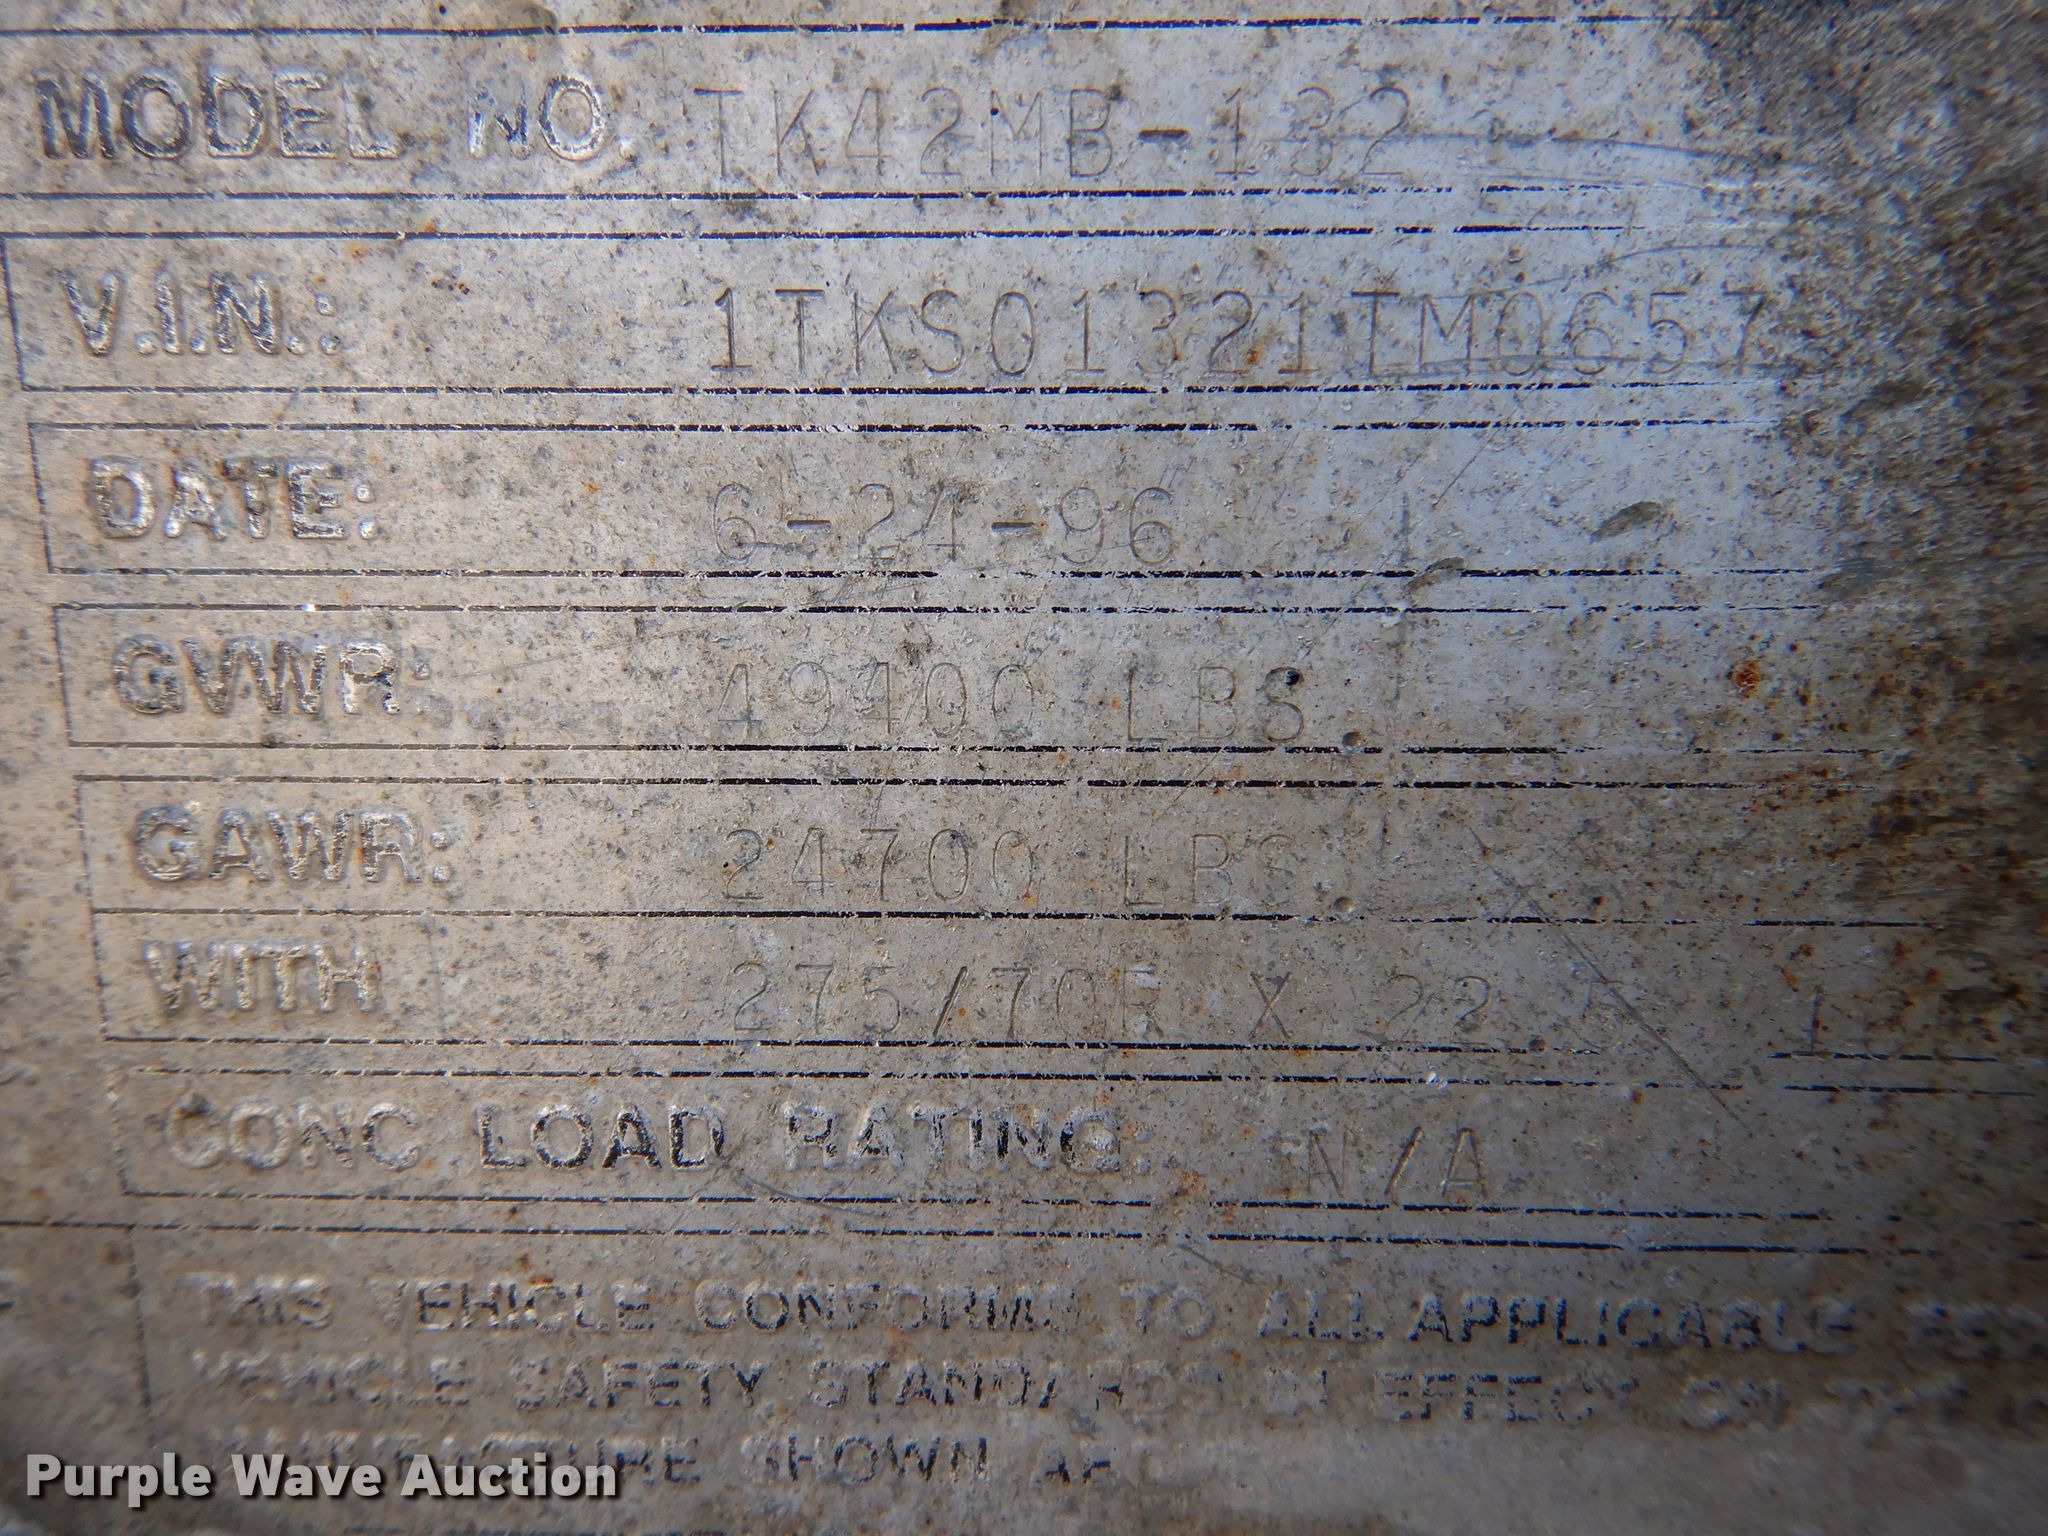 MODEL NO. TK42MB-132
V.I.N.: 1TKS01321TM06573
DATE: 6-24-96
GVWR: 49400 LBS.
GAWR: 24700 LBS.
WITH 275/70R X 22.5
CONC LOAD RATING: N/A
THIS VEHICLE CONFORMS TO ALL APPLICABLE
VEHICLE SAFETY STANDARDS IN EFFECT ON
MANUFACTURE SHOWN
Purple Wave Auction